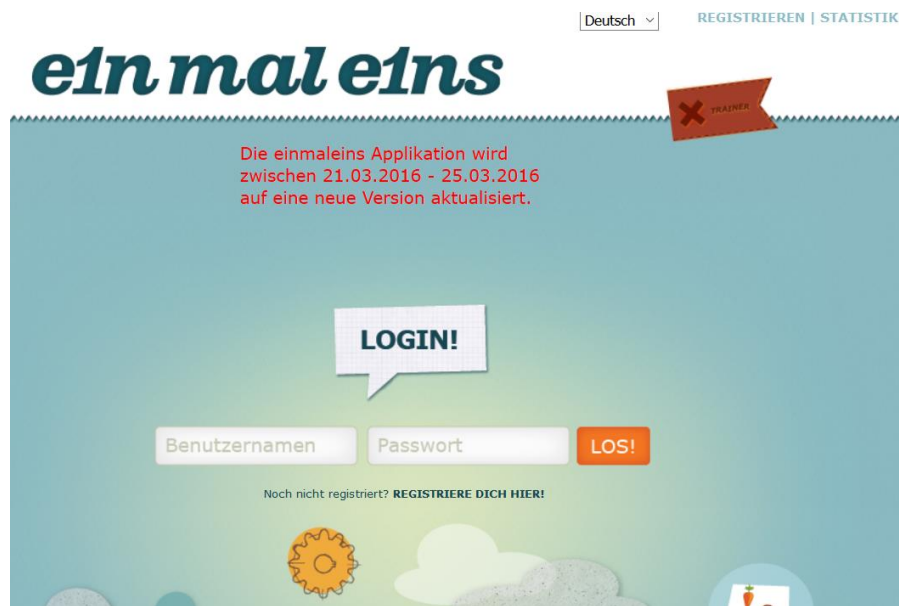 Deutsch
REGISTRIEREN | STATISTIK
e1n mal e1ns
TRAINER
Die einmaleins Applikation wird
zwischen 21.03.2016 - 25.03.2016
auf eine neue Version aktualisiert.
LOGIN!
Benutzernamen
Passwort
LOS!
Noch nicht registriert? REGISTRIERE DICH HIER!